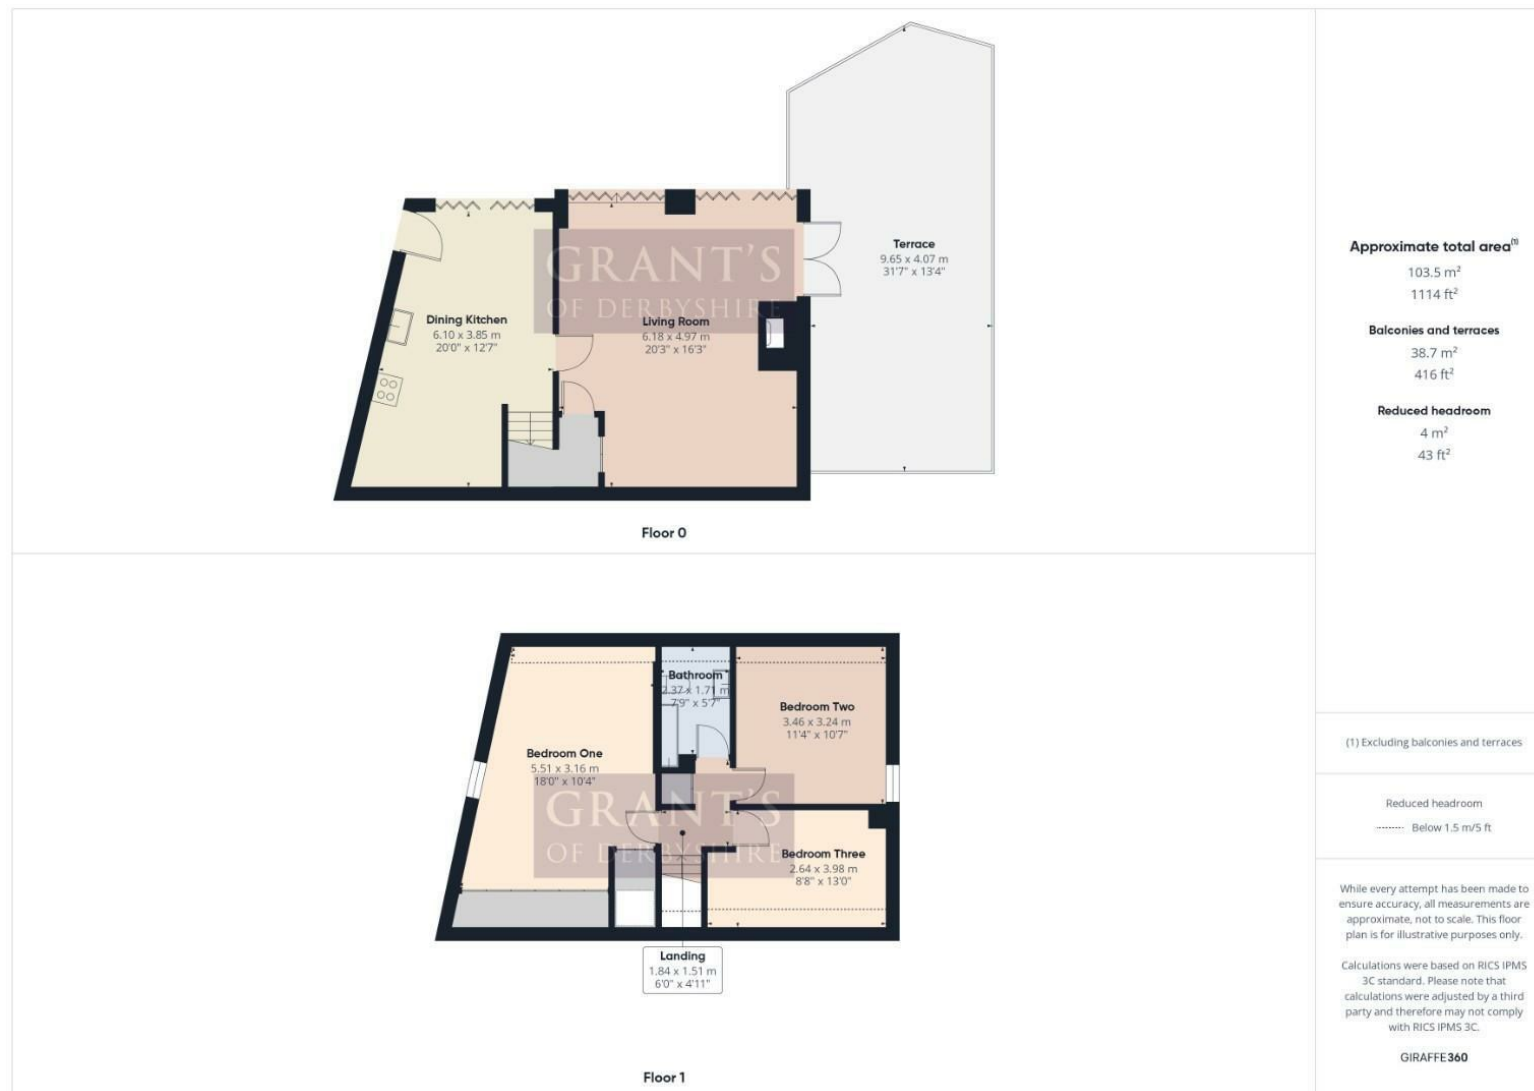 Terrace
9.65 x 4.07 m
31'7" x 13'4"
GRANT'S
OF DERBYSHIRE
Dining Kitchen
6.10 x 3.85 m
20'0" x 12'7"
Living Room
6.18 x 4.97 m
20'3" x 16'3"
Floor 0
Bathroom
2.37 x 1.71 m
7'9" x 5'7"
Bedroom Two
3.46 x 3.24 m
11'4" x 10'7"
Bedroom One
5.51 x 3.16 m
18'0" x 10'4"
GRANT'S
OF DERBYSHIRE
Bedroom Three
2.64 x 3.98 m
8'8" x 13'0"
Landing
1.84 x 1.51 m
6'0" x 4'11"
Floor 1
Approximate total area(1)
103.5 m²
1114 ft²
Balconies and terraces
38.7 m²
416 ft²
Reduced headroom
4 m²
43 ft²
(1) Excluding balconies and terraces
Reduced headroom
Below 1.5 m/5 ft
While every attempt has been made to
ensure accuracy, all measurements are
approximate, not to scale. This floor
plan is for illustrative purposes only.
Calculations were based on RICS IPMS
3C standard. Please note that
calculations were adjusted by a third
party and therefore may not comply
with RICS IPMS 3C.
GIRAFFE360